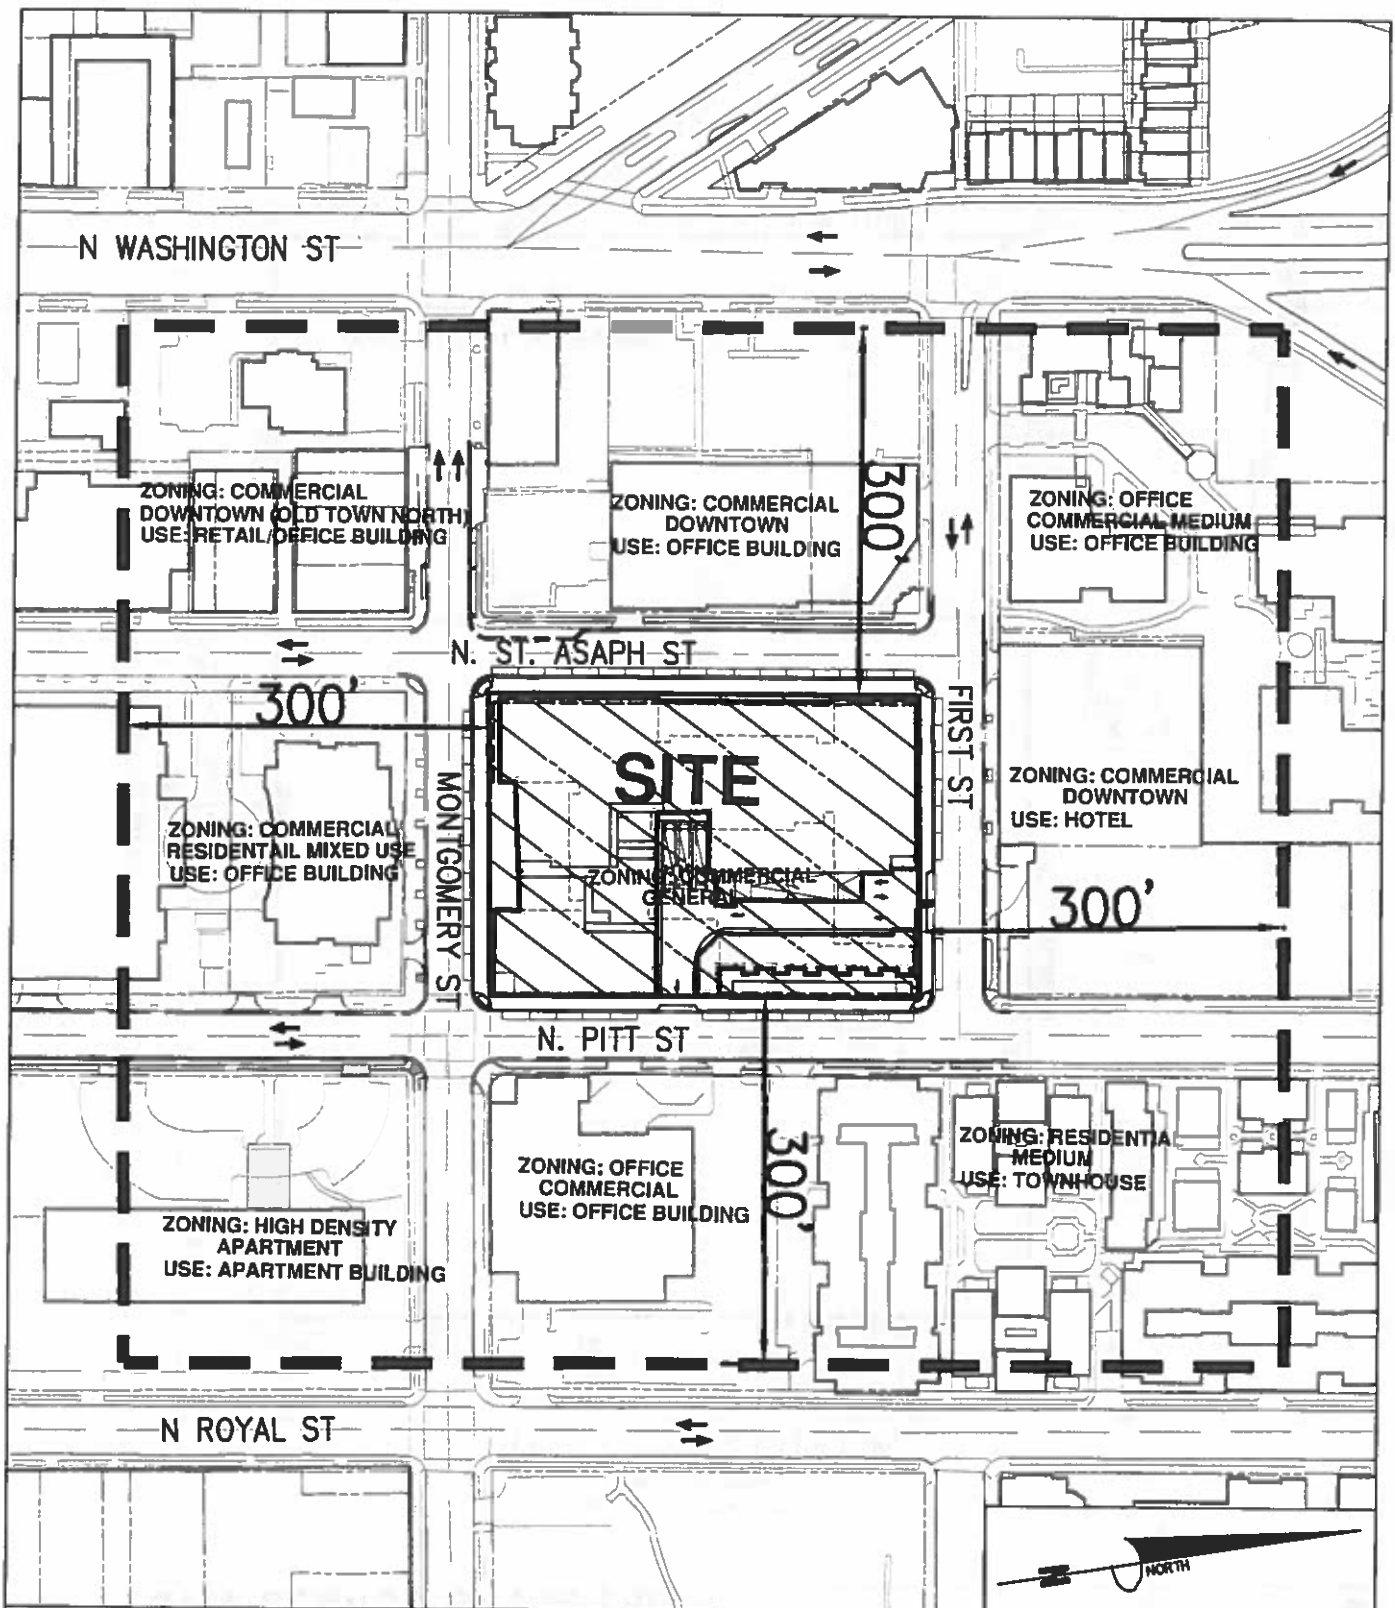 N WASHINGTON ST
ZONING: COMMERCIAL
DOWNTOWN (OLD TOWN NORTH)
USE: RETAIL/OFFICE BUILDING
ZONING: COMMERCIAL
DOWNTOWN
USE: OFFICE BUILDING
300'
ZONING: OFFICE
COMMERCIAL MEDIUM
USE: OFFICE BUILDING
N. ST. ASAPH ST
300'
FIRST ST
SITE
MONTGOMERY ST
ZONING: COMMERCIAL
DOWNTOWN
USE: HOTEL
ZONING: COMMERCIAL
RESIDENTAIL MIXED USE
USE: OFFICE BUILDING
ZONING: COMMERCIAL
GENERAL
300'
N. PITT ST
ZONING: RESIDENTIAL
MEDIUM
USE: TOWNHOUSE
300'
ZONING: OFFICE
COMMERCIAL
USE: OFFICE BUILDING
ZONING: HIGH DENSITY
APARTMENT
USE: APARTMENT BUILDING
N ROYAL ST
N
NORTH